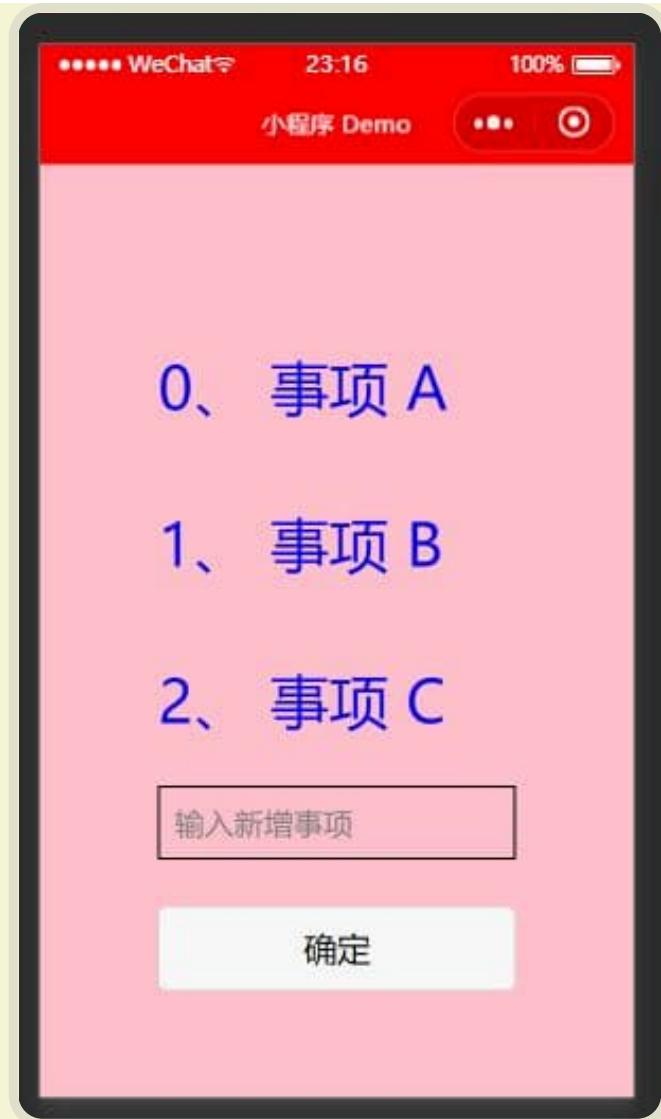 WeChat 23:16 100%
小程序 Demo
0、 事项 A
1、 事项 B
2、 事项 C
输入新增事项
确定